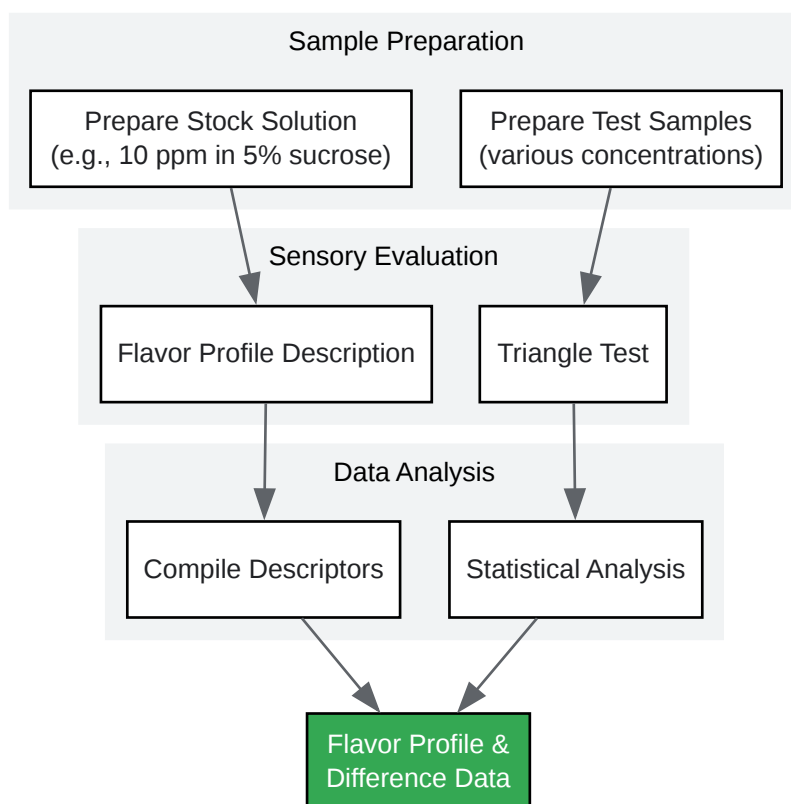 Sample Preparation
Prepare Stock Solution
(e.g., 10 ppm in 5% sucrose)
Prepare Test Samples
(various concentrations)
Sensory Evaluation
Flavor Profile Description
Triangle Test
Data Analysis
Compile Descriptors
Statistical Analysis
Flavor Profile &
Difference Data